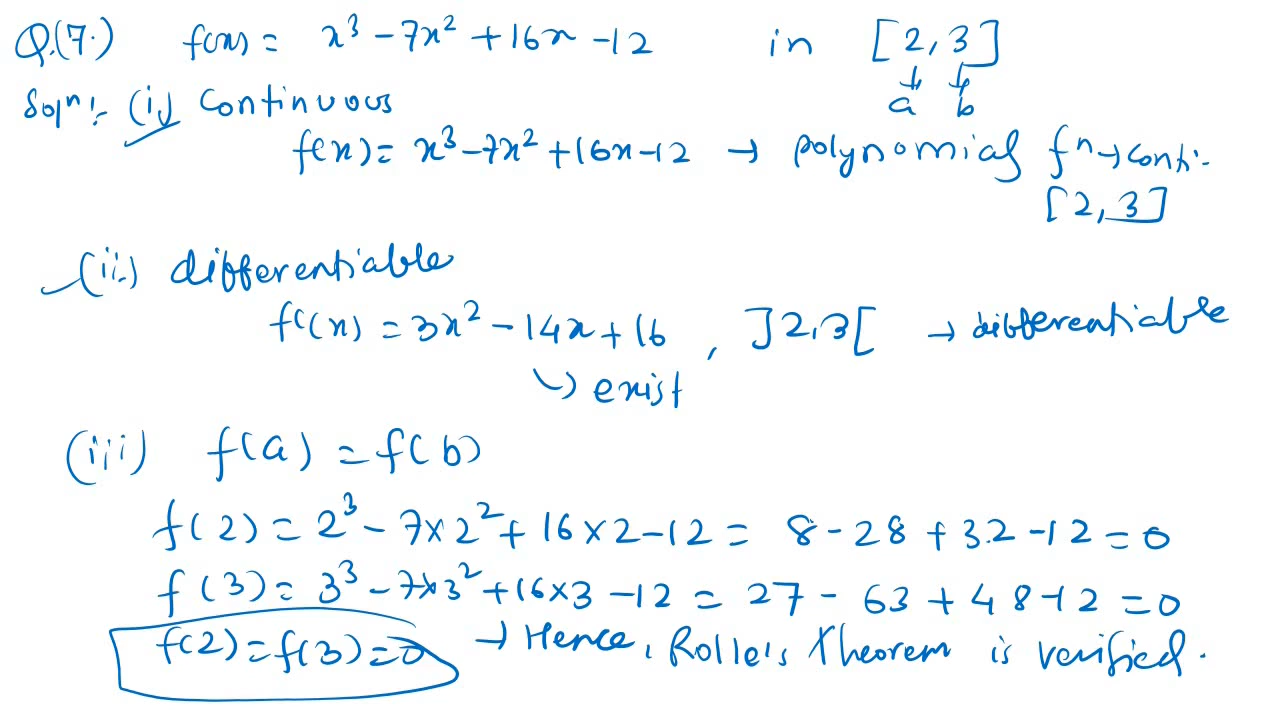 Q.(7.) f(x) = x³ - 7x² + 16x - 12 in [2, 3]
a b
Solⁿ:- (i) Continuous
f(x) = x³ - 7x² + 16x - 12 → polynomial fⁿ → conti.
[2, 3]
(ii) differentiable
f'(x) = 3x² - 14x + 16 , ]2,3[ → differentiable
↳ exist
(iii) f(a) = f(b)
f(2) = 2³ - 7×2² + 16×2 - 12 = 8 - 28 + 32 - 12 = 0
f(3) = 3³ - 7×3² + 16×3 - 12 = 27 - 63 + 48 - 12 = 0
f(2) = f(3) = 0 → Hence, Rolle's Theorem is verified.